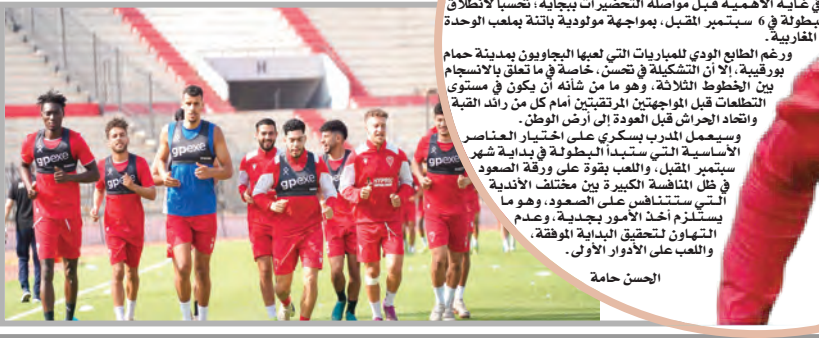 في غاية الأهمية قبل مواصلة التحضيرات ببجاية؛ تحسبا لانطلاق
بطولة في 6 سبتمبر المقبل، بمواجهة مولودية باتنة بملعب الوحدة
المغاربية.
ورغم الطابع الودي للمباريات التي لعبها البجاويون بمدينة حمام
بورقيبة، إلا أن التشكيلة في تحسن، خاصة في ما تعلق بالانسجام
بين الخطوط الثلاثة، وهو ما من شأنه أن يكون في مستوى
التطلعات قبل المواجهتين المرتقبتين أمام كل من رائد القبة
واتحاد الحراش قبل العودة إلى أرض الوطن.
وسيعمل المدرب بسكري على اختيار العناصر
الأساسية التي ستبدأ البطولة في بداية شهر
سبتمبر المقبل، واللعب بقوة على ورقة الصعود
في ظل المنافسة الكبيرة بين مختلف الأندية
التي ستتنافس على الصعود، وهو ما
يستلزم أخذ الأمور بجدية، وعدم
التهاون لتحقيق البداية الموفقة،
واللعب على الأدوار الأولى.
الحسن حامة
gpexe
gpexe
gpexe
gpexe
gpexe